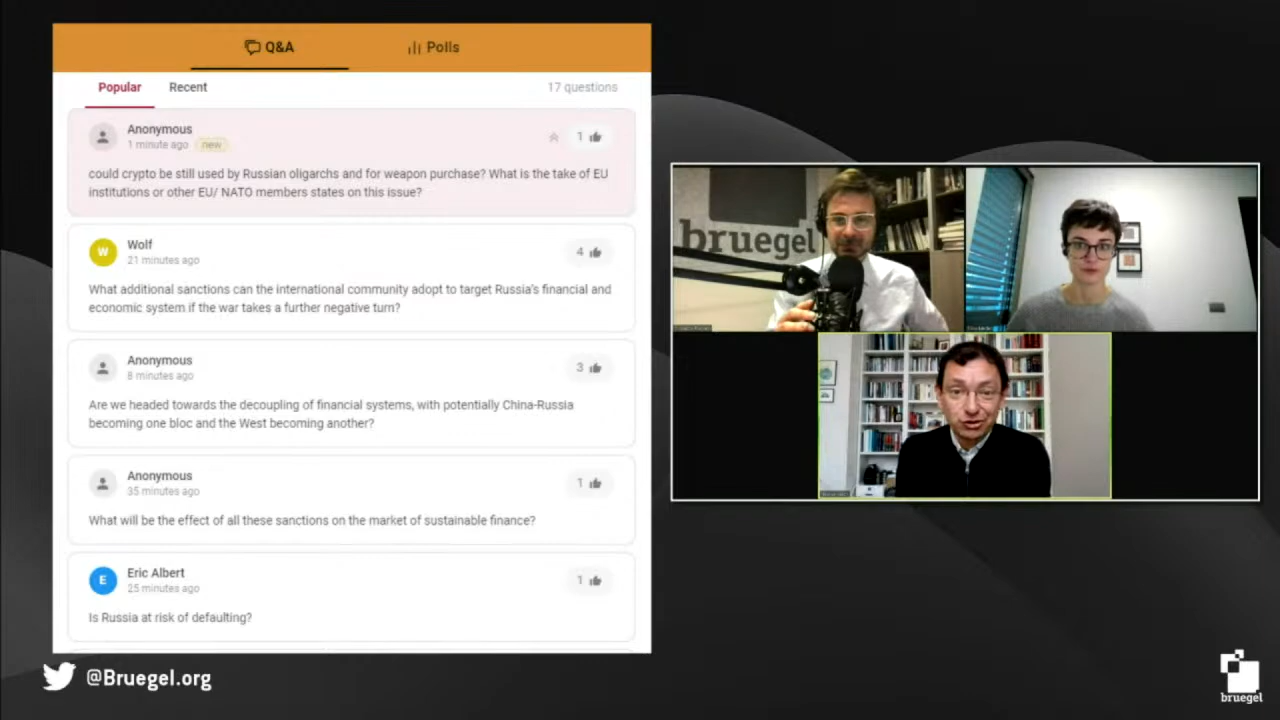 Q&A
Polls
Popular
Recent
17 questions
Anonymous
1 minute ago
new
1
could crypto be still used by Russian oligarchs and for weapon purchase? What is the take of EU
institutions or other EU/ NATO members states on this issue?
W
Wolf
21 minutes ago
4
What additional sanctions can the international community adopt to target Russia's financial and
economic system if the war takes a further negative turn?
Anonymous
8 minutes ago
3
Are we headed towards the decoupling of financial systems, with potentially China-Russia
becoming one bloc and the West becoming another?
Anonymous
35 minutes ago
1
What will be the effect of all these sanctions on the market of sustainable finance?
E
Eric Albert
25 minutes ago
1
Is Russia at risk of defaulting?
bruegel
@Bruegel.org
bruegel